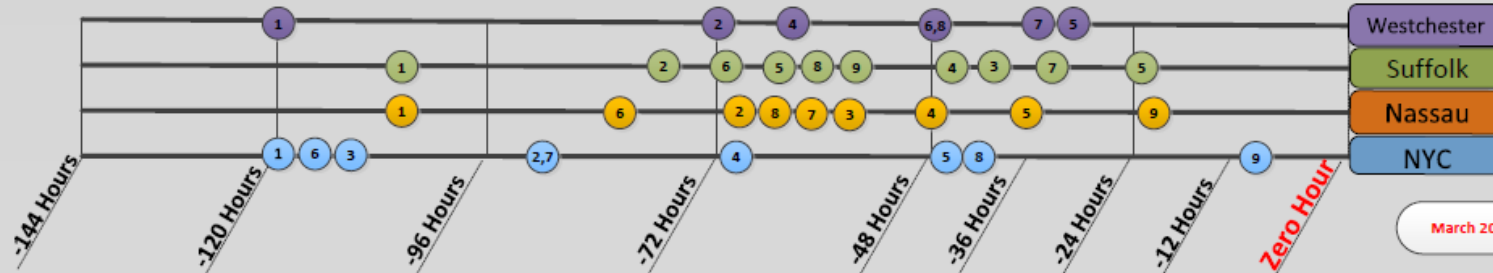 1 2 4 6,8 7 5 Westchester
1 2 6 5 8 9 4 3 7 5 Suffolk
1 6 2 8 7 3 4 5 9 Nassau
1 6 3 2,7 4 5 8 9 NYC
-144 Hours -120 Hours -96 Hours -72 Hours -48 Hours -36 Hours -24 Hours -12 Hours Zero Hour
March 20